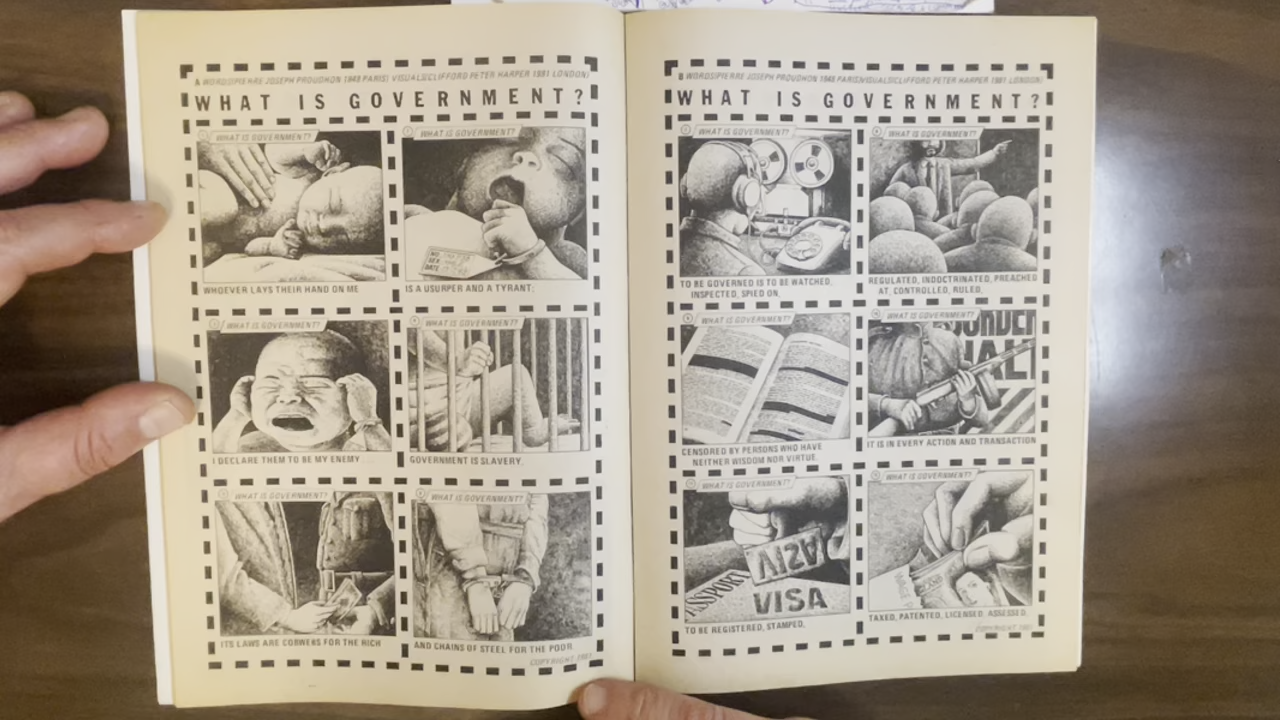 A WORDS(PIERRE JOSEPH PROUDHON 1848 PARIS) VISUALS(CLIFFORD PETER HARPER 1981 LONDON)
WHAT IS GOVERNMENT?
WHAT IS GOVERNMENT?
WHOEVER LAYS THEIR HAND ON ME
WHAT IS GOVERNMENT?
NO.
SEX
DATE
IS A USURPER AND A TYRANT;
WHAT IS GOVERNMENT?
I DECLARE THEM TO BE MY ENEMY
WHAT IS GOVERNMENT?
GOVERNMENT IS SLAVERY.
WHAT IS GOVERNMENT?
ITS LAWS ARE COBWEBS FOR THE RICH
WHAT IS GOVERNMENT?
AND CHAINS OF STEEL FOR THE POOR.
COPYRIGHT 1981
B WORDS(PIERRE JOSEPH PROUDHON 1848 PARIS)VISUALS(CLIFFORD PETER HARPER 1981 LONDON)
WHAT IS GOVERNMENT?
WHAT IS GOVERNMENT?
TO BE GOVERNED IS TO BE WATCHED,
INSPECTED, SPIED ON,
WHAT IS GOVERNMENT?
REGULATED, INDOCTRINATED, PREACHED
AT, CONTROLLED, RULED,
WHAT IS GOVERNMENT?
CENSORED BY PERSONS WHO HAVE
NEITHER WISDOM NOR VIRTUE.
WHAT IS GOVERNMENT?
HALT
IT IS IN EVERY ACTION AND TRANSACTION
WHAT IS GOVERNMENT?
VISA
PASSPORT
VISA
TO BE REGISTERED, STAMPED,
WHAT IS GOVERNMENT?
TAXED, PATENTED, LICENSED, ASSESSED,
COPYRIGHT 1981